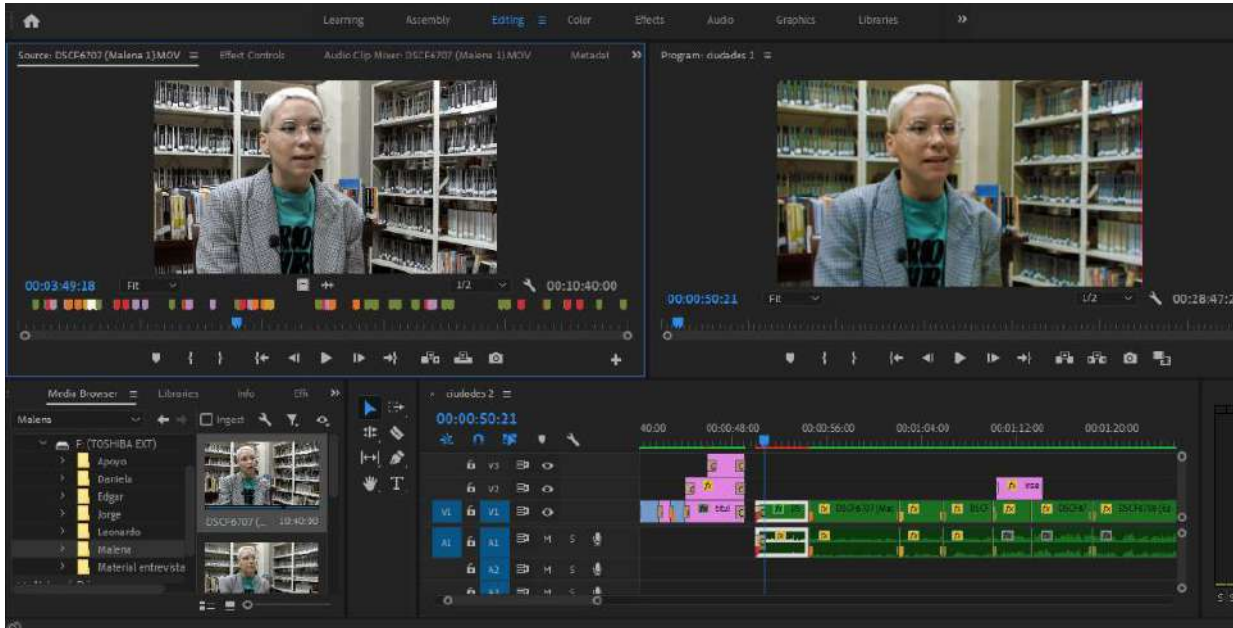 Learning Assembly Editing Color Effects Audio Graphics Libraries
Source: DSCF6707 (Malena 1).MOV Effect Controls Audio Clip Mixer: DSCF6707 (Malena 1).MOV Metadat
Program: ciudades 1
00:03:49:18 Fit 1/2 00:10:40:00
00:00:50:21 Fit 1/2 00:28:47:2
Media Browser Libraries Info Effi
Malena Ingest
F: (TOSHIBA EXT)
Apoyo
Daniela
Edgar
Jorge
Leonardo
Malena
Material entrevista
DSCF6707 (... 10:40:00
ciudades 2
00:00:50:21
40:00 00:00:48:00 00:00:56:00 00:01:04:00 00:01:12:00 00:01:20:00
V3
V2
V1 V1
A1 A1 M S
A2 M S
fx DSCF6707 (Mal